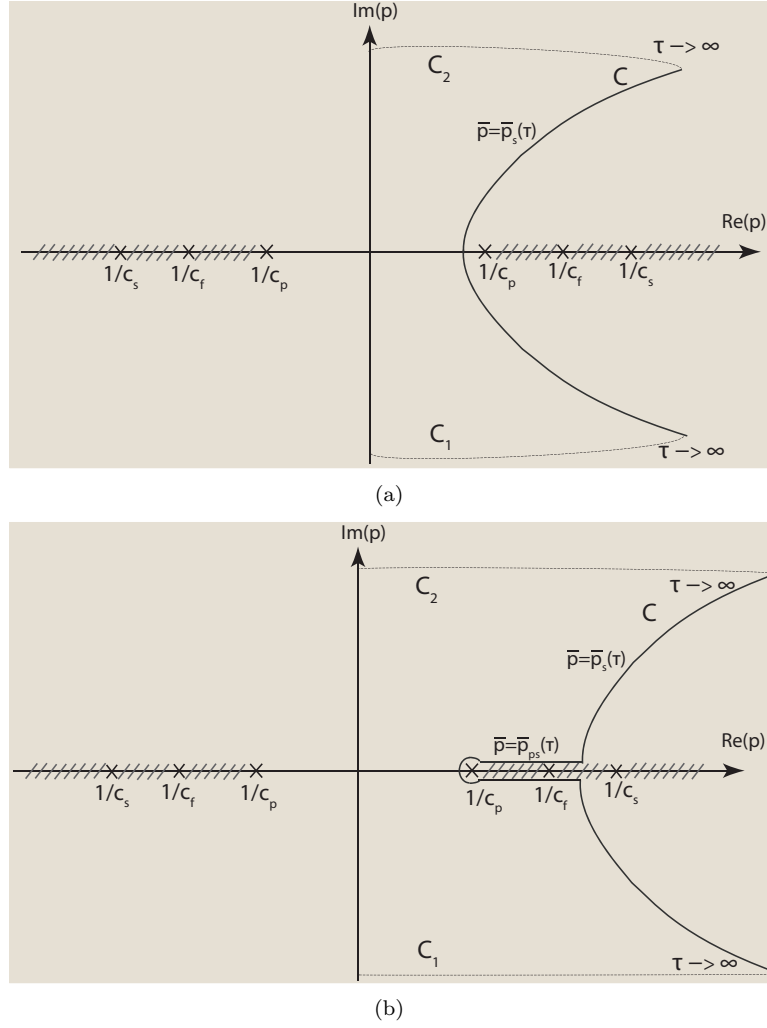 Im(p)
τ −> ∞
C₂
C
p̅=p̅ₛ(τ)
Re(p)
1/cₛ 1/c_f 1/cₚ 1/cₚ 1/c_f 1/cₛ
C₁
τ −> ∞
(a)
Im(p)
C₂
τ −> ∞
C
p̅=p̅ₛ(τ)
p̅=p̅ₚₛ(τ)
Re(p)
1/cₛ 1/c_f 1/cₚ 1/cₚ 1/c_f 1/cₛ
C₁
τ −> ∞
(b)